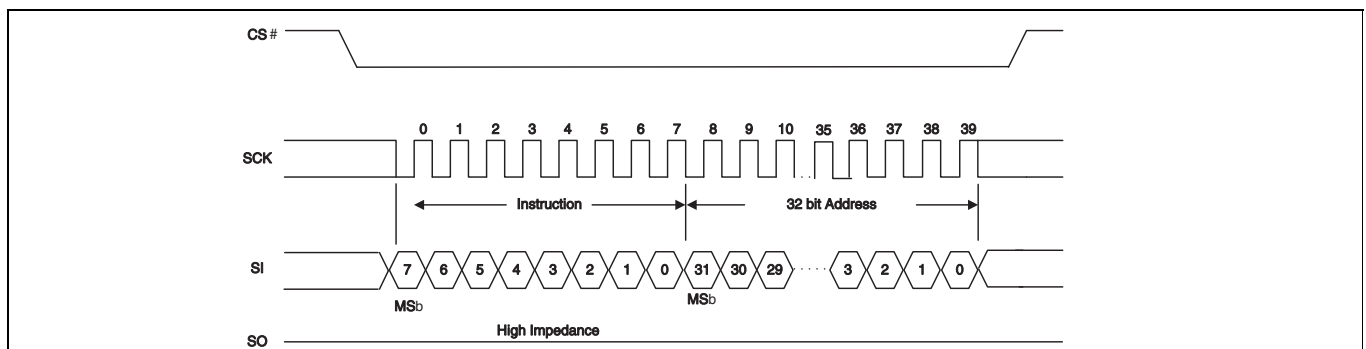 CS#
0 1 2 3 4 5 6 7 8 9 10 35 36 37 38 39
SCK
Instruction 32 bit Address
SI 7 6 5 4 3 2 1 0 31 30 29 3 2 1 0
MSb MSb
High Impedance
SO